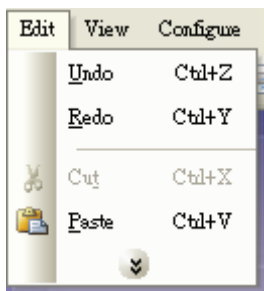 Edit View Configure
Undo Ctrl+Z
Redo Ctrl+Y
Cut Ctrl+X
Paste Ctrl+V